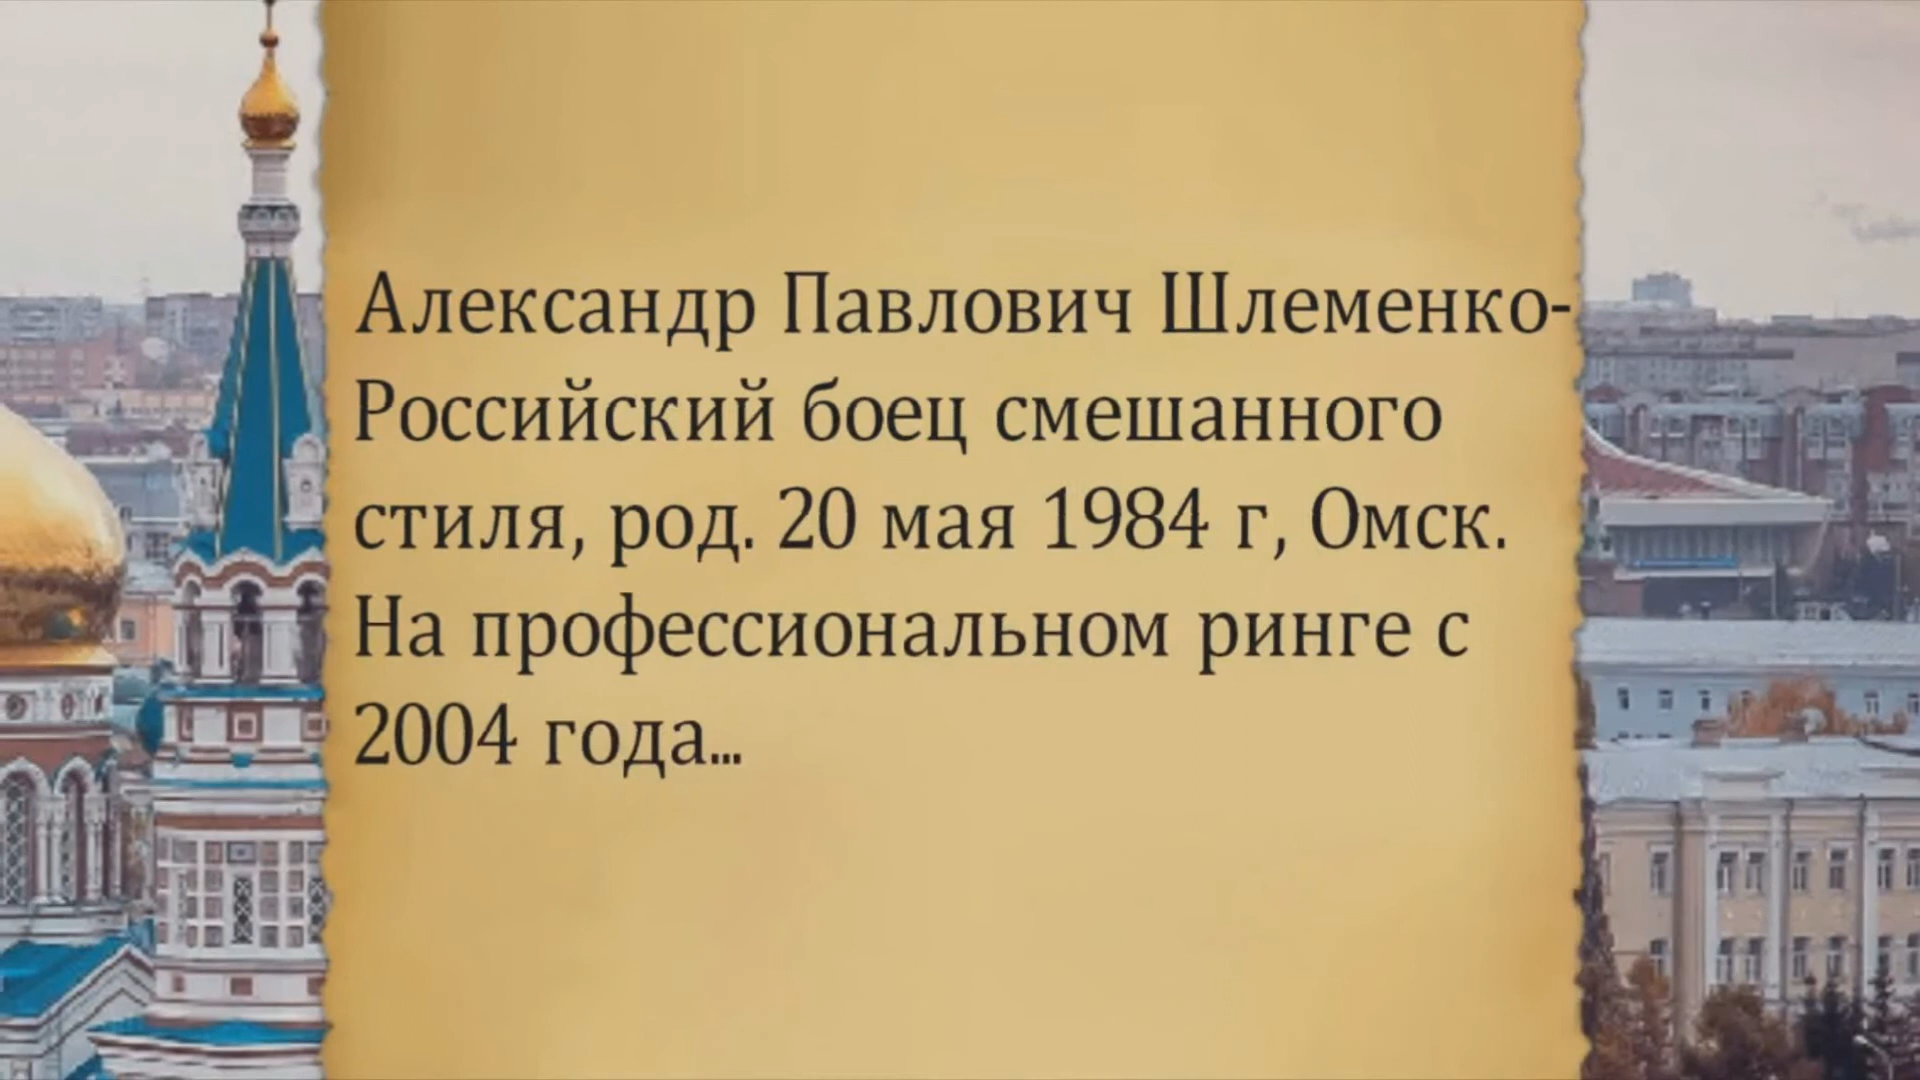 Александр Павлович Шлеменко-
Российский боец смешанного
стиля, род. 20 мая 1984 г, Омск.
На профессиональном ринге с
2004 года...